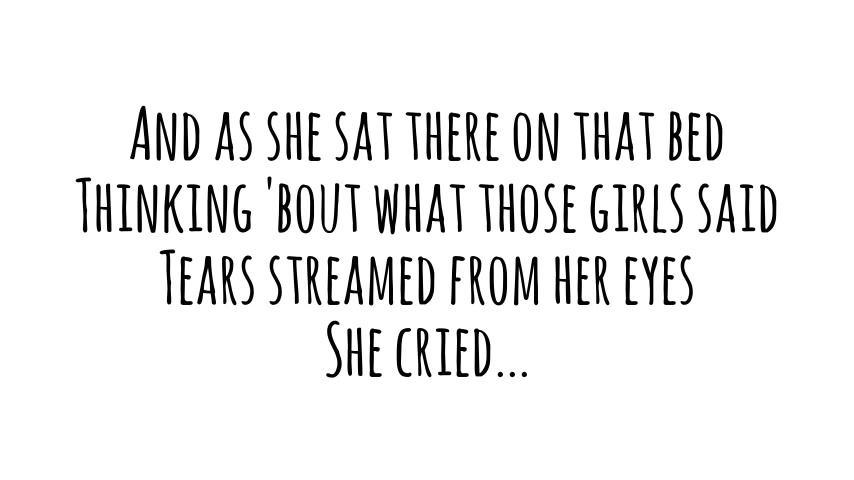 And as she sat there on that bed
Thinking 'bout what those girls said
Tears streamed from her eyes
She cried...